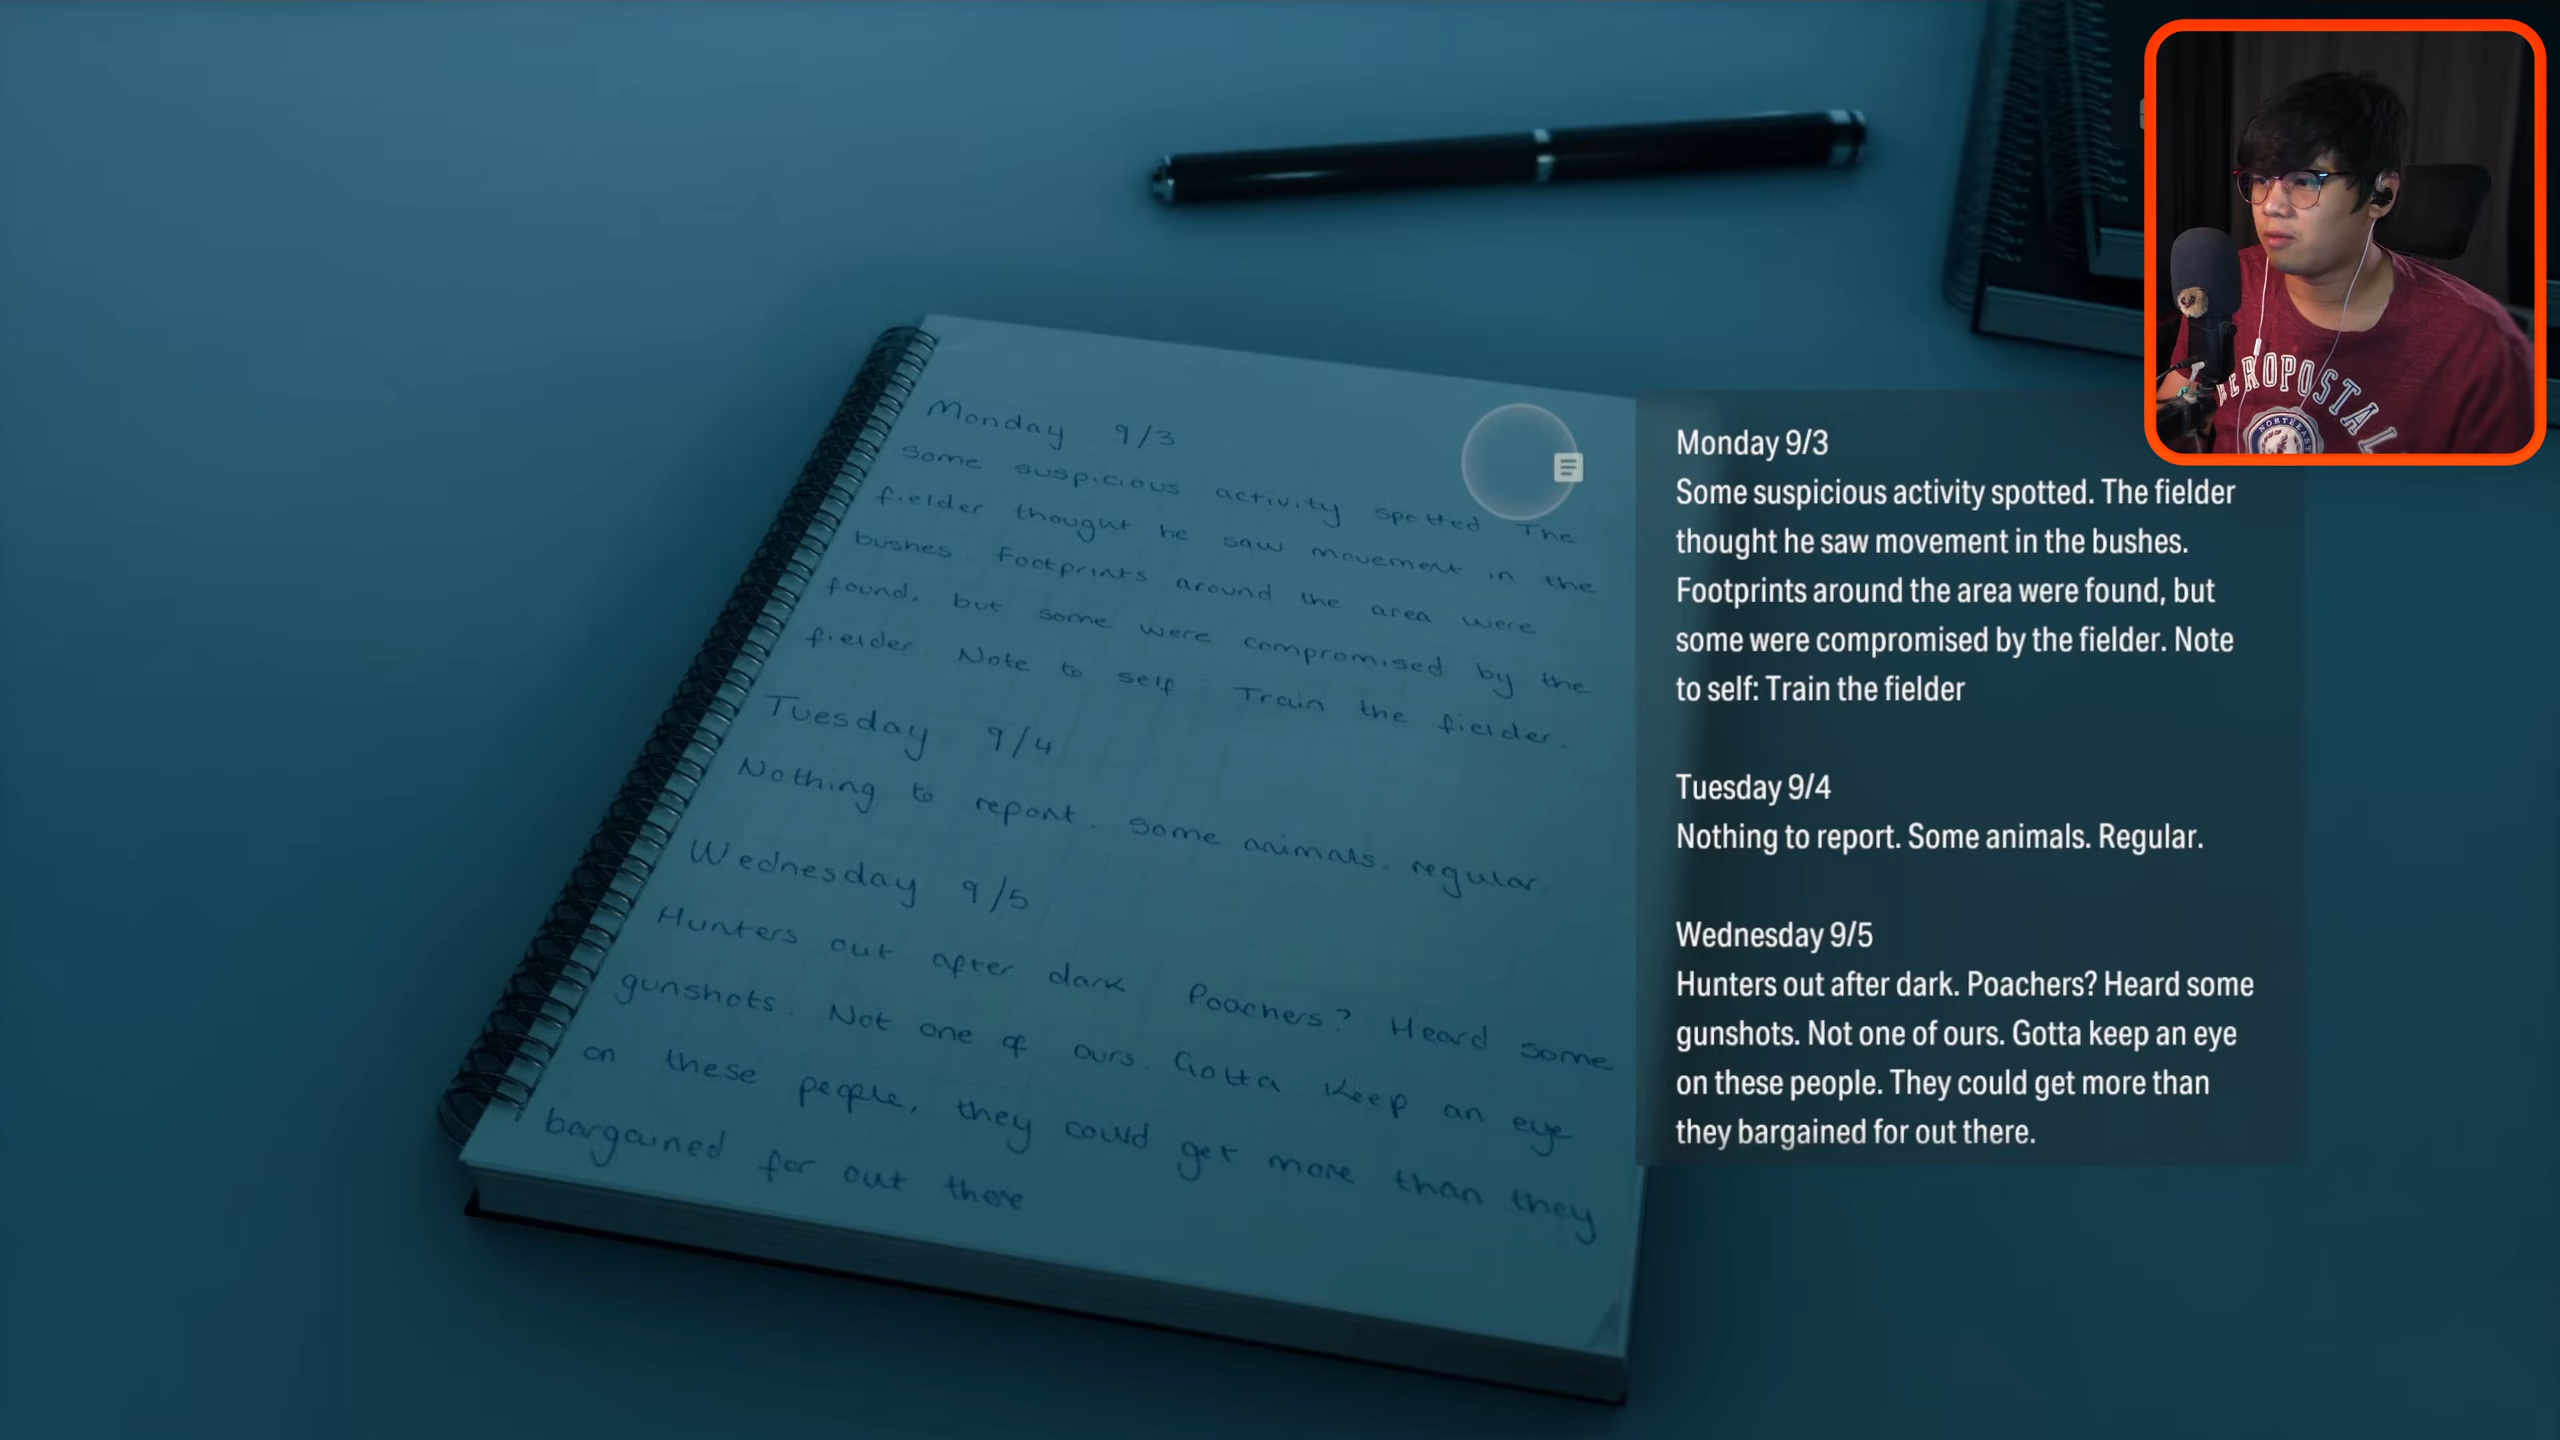 Monday 9/3
some suspicious activity spotted The
fielder thought he saw movement in the
bushes. Footprints around the area were
found, but some were compromised by the
fielder. Note to self Train the fielder.
Tuesday 9/4
Nothing to report. Some animals. regular.
Wednesday 9/5
Hunters out after dark Poachers? Heard some
gunshots. Not one of ours. Gotta keep an eye
on these people, they could get more than they
bargained for out there
Monday 9/3
Some suspicious activity spotted. The fielder
thought he saw movement in the bushes.
Footprints around the area were found, but
some were compromised by the fielder. Note
to self: Train the fielder
Tuesday 9/4
Nothing to report. Some animals. Regular.
Wednesday 9/5
Hunters out after dark. Poachers? Heard some
gunshots. Not one of ours. Gotta keep an eye
on these people. They could get more than
they bargained for out there.
NORTHEAST